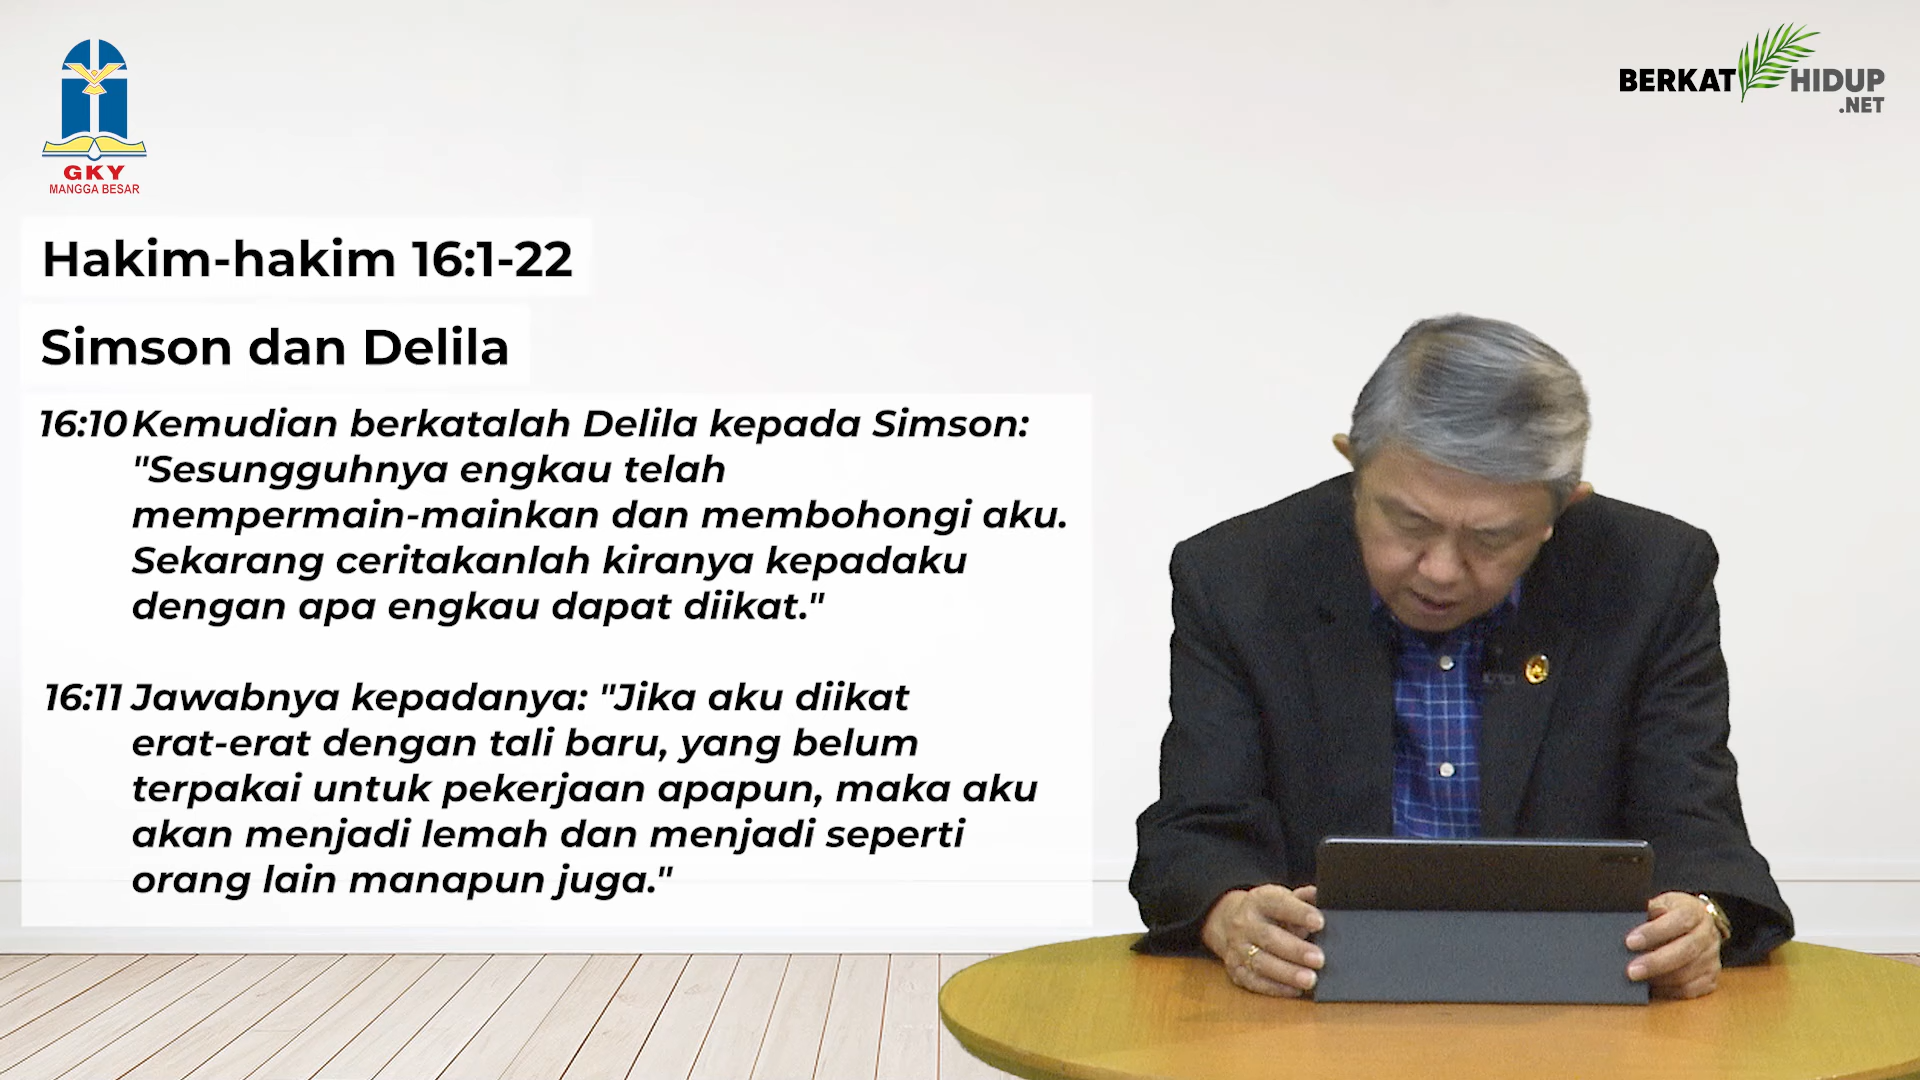 GKY
MANGGA BESAR
BERKAT HIDUP
.NET
Hakim-hakim 16:1-22
Simson dan Delila
16:10 Kemudian berkatalah Delila kepada Simson:
"Sesungguhnya engkau telah
mempermain-mainkan dan membohongi aku.
Sekarang ceritakanlah kiranya kepadaku
dengan apa engkau dapat diikat."
16:11 Jawabnya kepadanya: "Jika aku diikat
erat-erat dengan tali baru, yang belum
terpakai untuk pekerjaan apapun, maka aku
akan menjadi lemah dan menjadi seperti
orang lain manapun juga."